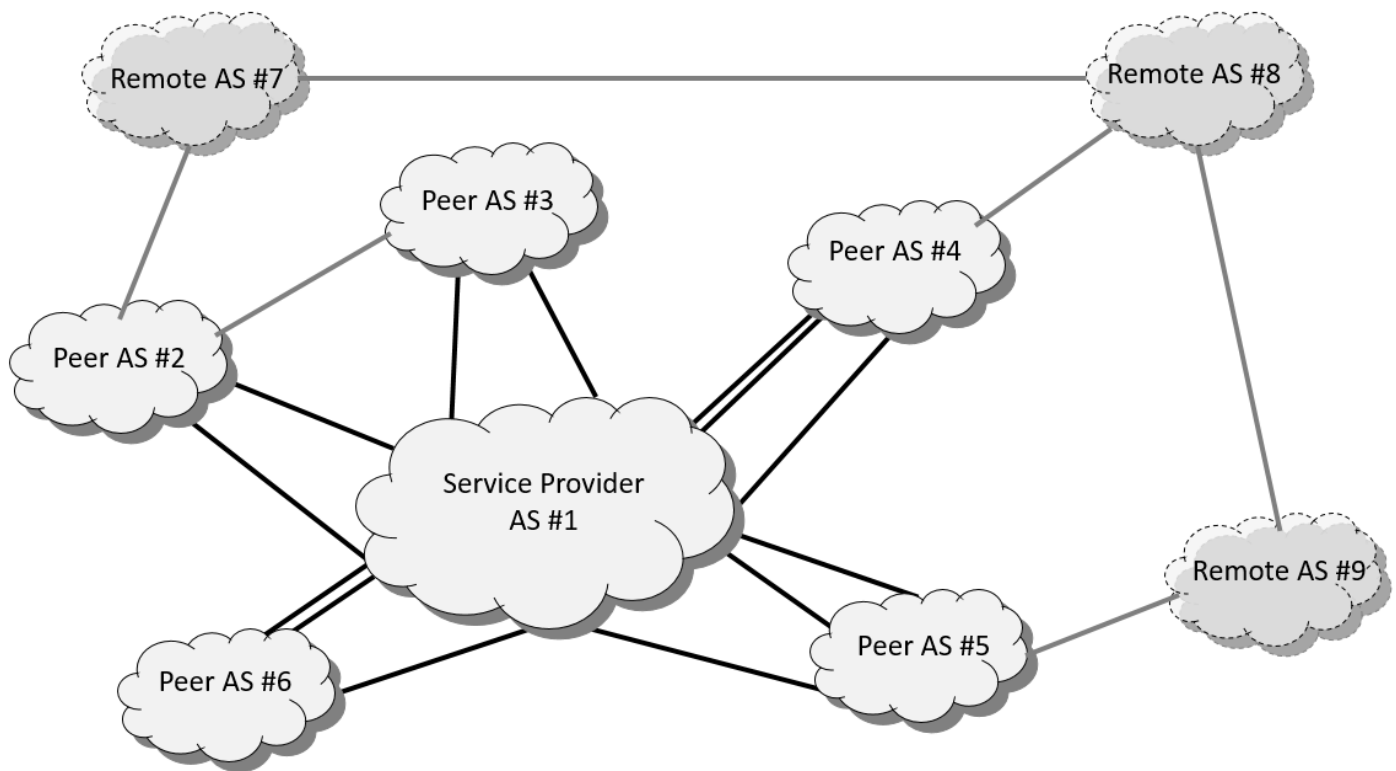 Remote AS #7
Remote AS #8
Peer AS #3
Peer AS #4
Peer AS #2
Service Provider
AS #1
Remote AS #9
Peer AS #5
Peer AS #6